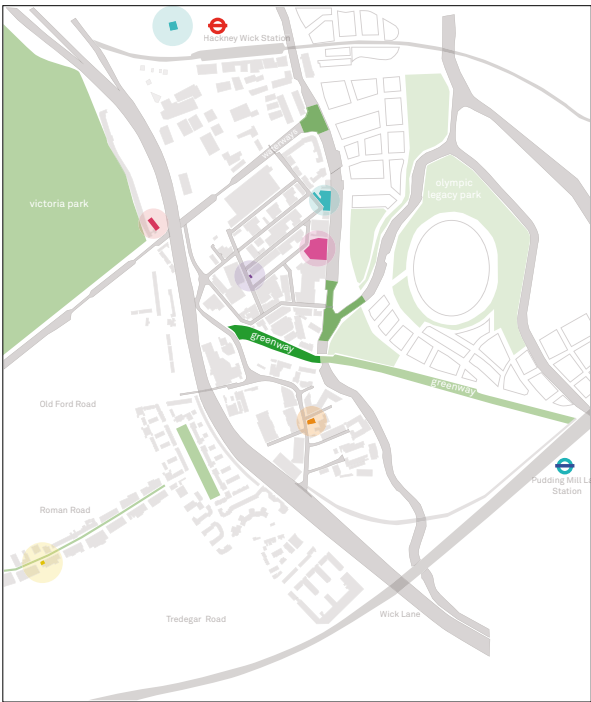 Hackney Wick Station
olympic
legacy park
victoria park
greenway
greenway
Old Ford Road
Pudding Mill La
Station
Roman Road
Tredegar Road
Wick Lane